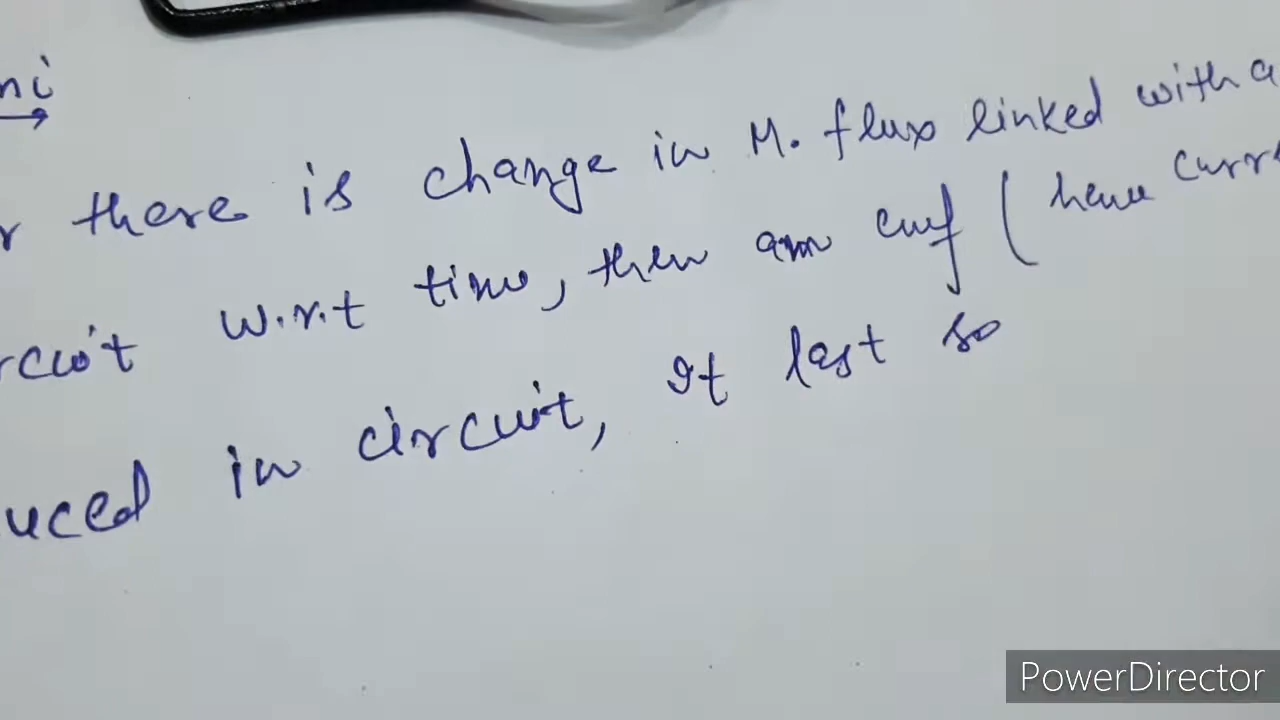 ni
r there is change in M. flux linked with a
rcuit w.r.t time, then an emf ( hence curr
uced in circuit, It last so
PowerDirector